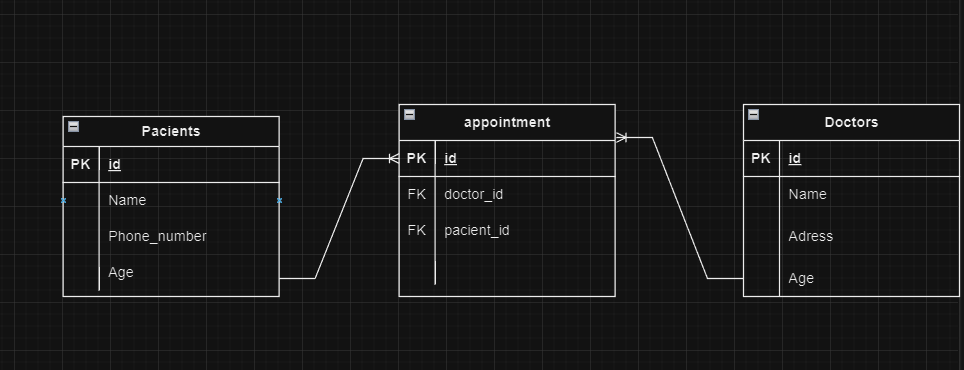 Pacients
PK id
Name
Phone_number
Age
appointment
PK id
FK doctor_id
FK pacient_id
Doctors
PK id
Name
Adress
Age